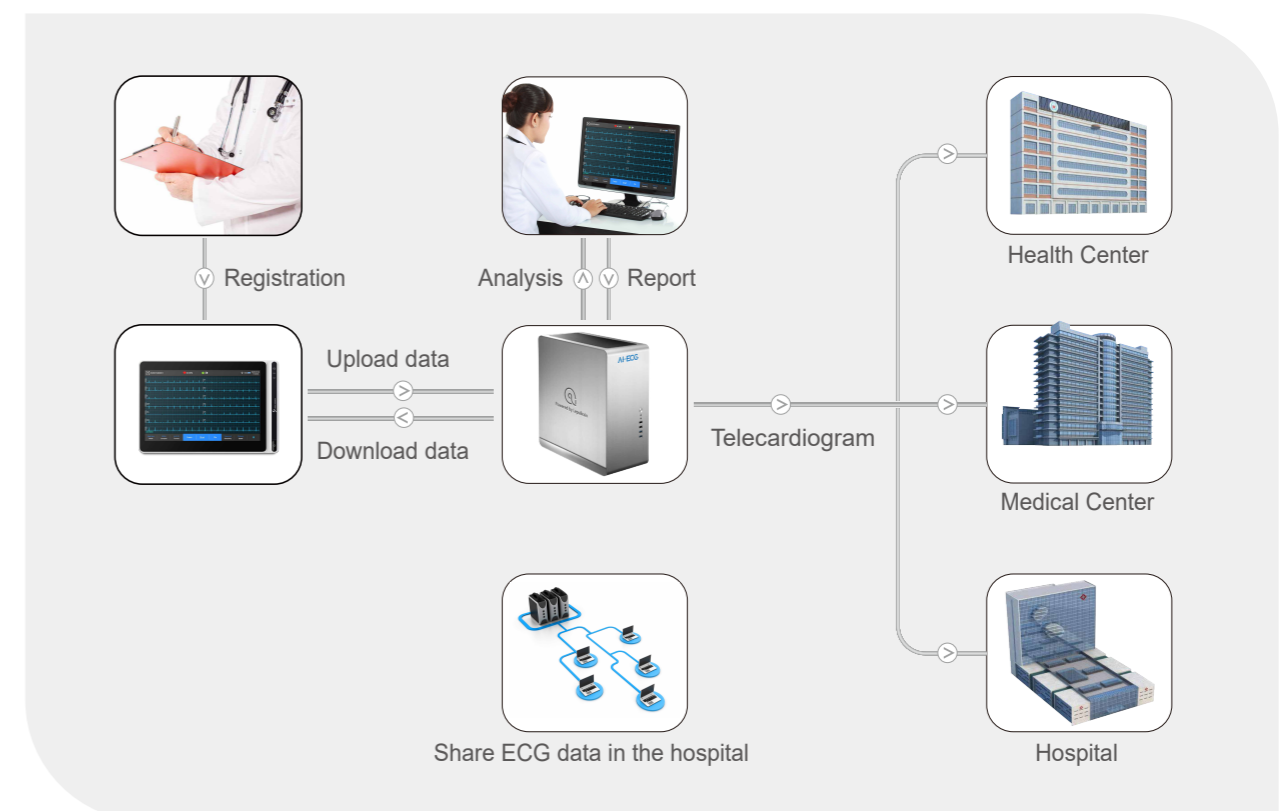 Registration
Analysis
Report
Health Center
Upload data
Download data
AI-ECG
Telecardiogram
Medical Center
Share ECG data in the hospital
Hospital